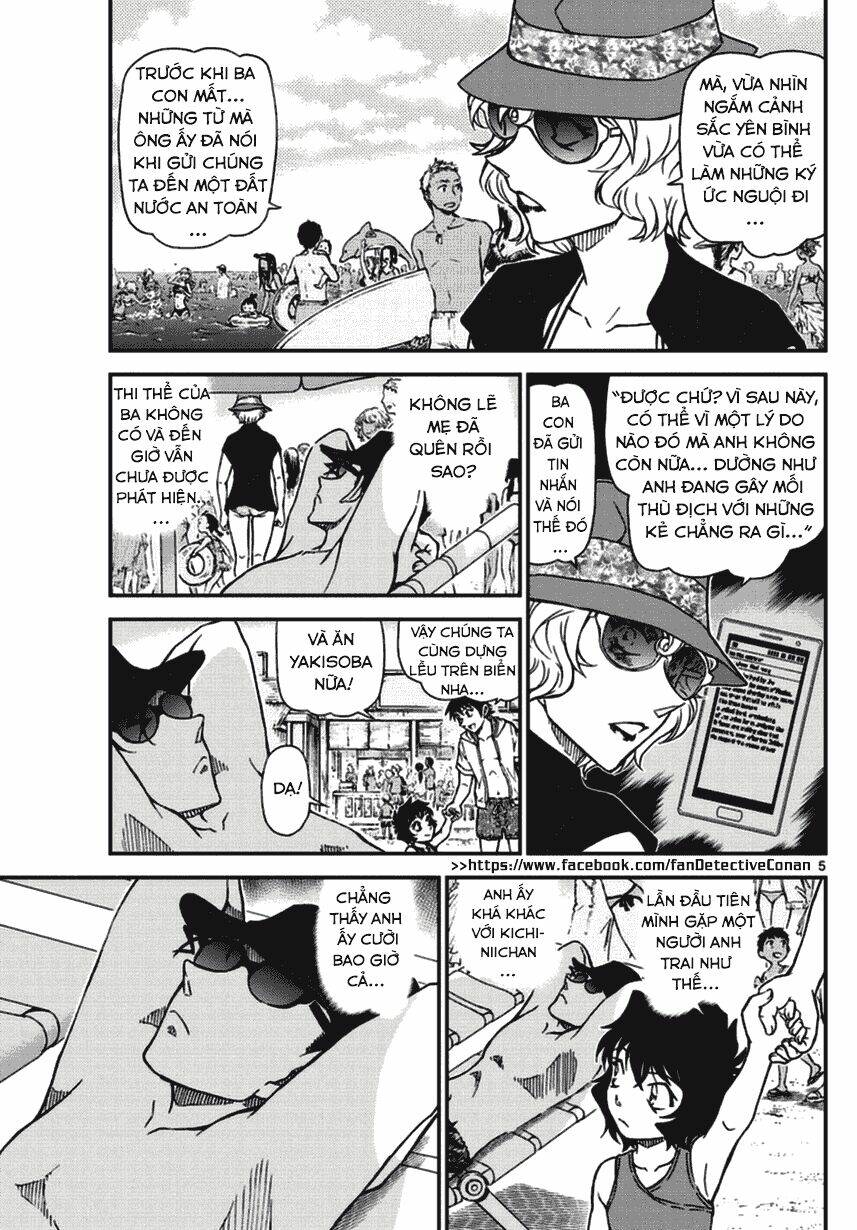 MÀ, VỪA NHÌN
NGẮM CẢNH
SẮC YÊN BÌNH
VỪA CÓ THỂ
LÀM NHỮNG KÝ
ỨC NGUỘI ĐI
...
TRƯỚC KHI BA
CON MẤT...
NHỮNG TỪ MÀ
ÔNG ẤY ĐÃ NÓI
KHI GỬI CHÚNG
TA ĐẾN MỘT ĐẤT
NƯỚC AN TOÀN
...
"ĐƯỢC CHỨ? VÌ SAU NÀY,
CÓ THỂ VÌ MỘT LÝ DO
NÀO ĐÓ MÀ ANH KHÔNG
CÒN NỮA... DƯỜNG NHƯ
ANH ĐANG GÂY MỐI
THÙ ĐỊCH VỚI NHỮNG
KẺ CHẲNG RA GÌ..."
BA
CON
ĐÃ GỬI
TIN
NHẮN
VÀ NÓI
THẾ ĐÓ
...
KHÔNG LẼ
MẸ ĐÃ
QUÊN RỒI
SAO?
THI THỂ CỦA
BA KHÔNG
CÓ VÀ ĐẾN
GIỜ VẪN
CHƯA ĐƯỢC
PHÁT HIỆN.
...
VẬY CHÚNG TA
CÙNG DỰNG
LỀU TRÊN BIỂN
NHA...
VÀ ĂN
YAKISOBA
NỮA!
DẠ!
>>https://www.facebook.com/fanDetectiveConan 5
LẦN ĐẦU TIÊN
MÌNH GẶP MỘT
NGƯỜI ANH
TRAI NHƯ
THẾ...
ANH ẤY
KHÁ KHÁC
VỚI KICHI-
NIICHAN
...
CHẲNG
THẤY ANH
ẤY CƯỜI
BAO GIỜ
CẢ...